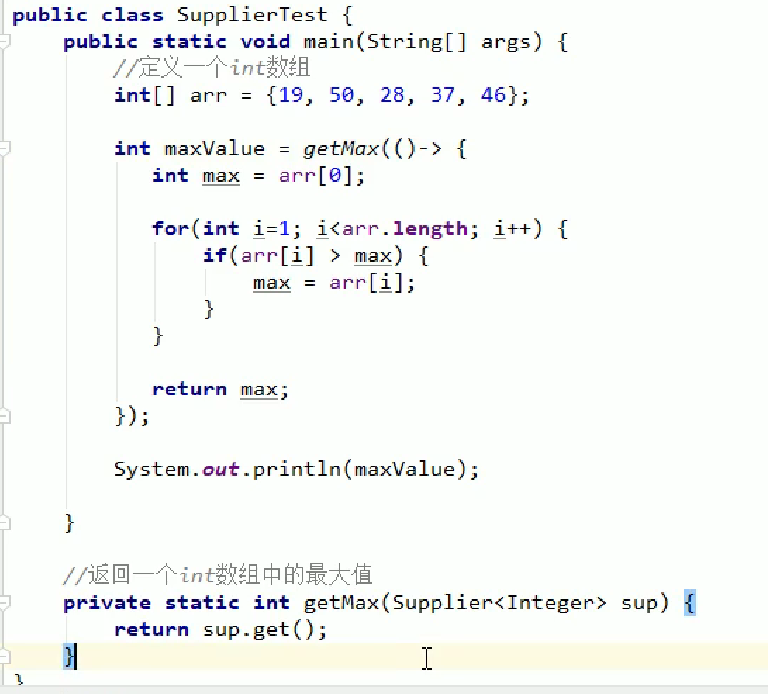 public class SupplierTest {
public static void main(String[] args) {
//定义一个int数组
int[] arr = {19, 50, 28, 37, 46};
int maxValue = getMax(()-> {
int max = arr[0];
for(int i=1; i<arr.length; i++) {
if(arr[i] > max) {
max = arr[i];
}
}
return max;
});
System.out.println(maxValue);
}
//返回一个int数组中的最大值
private static int getMax(Supplier<Integer> sup) {
return sup.get();
}
}